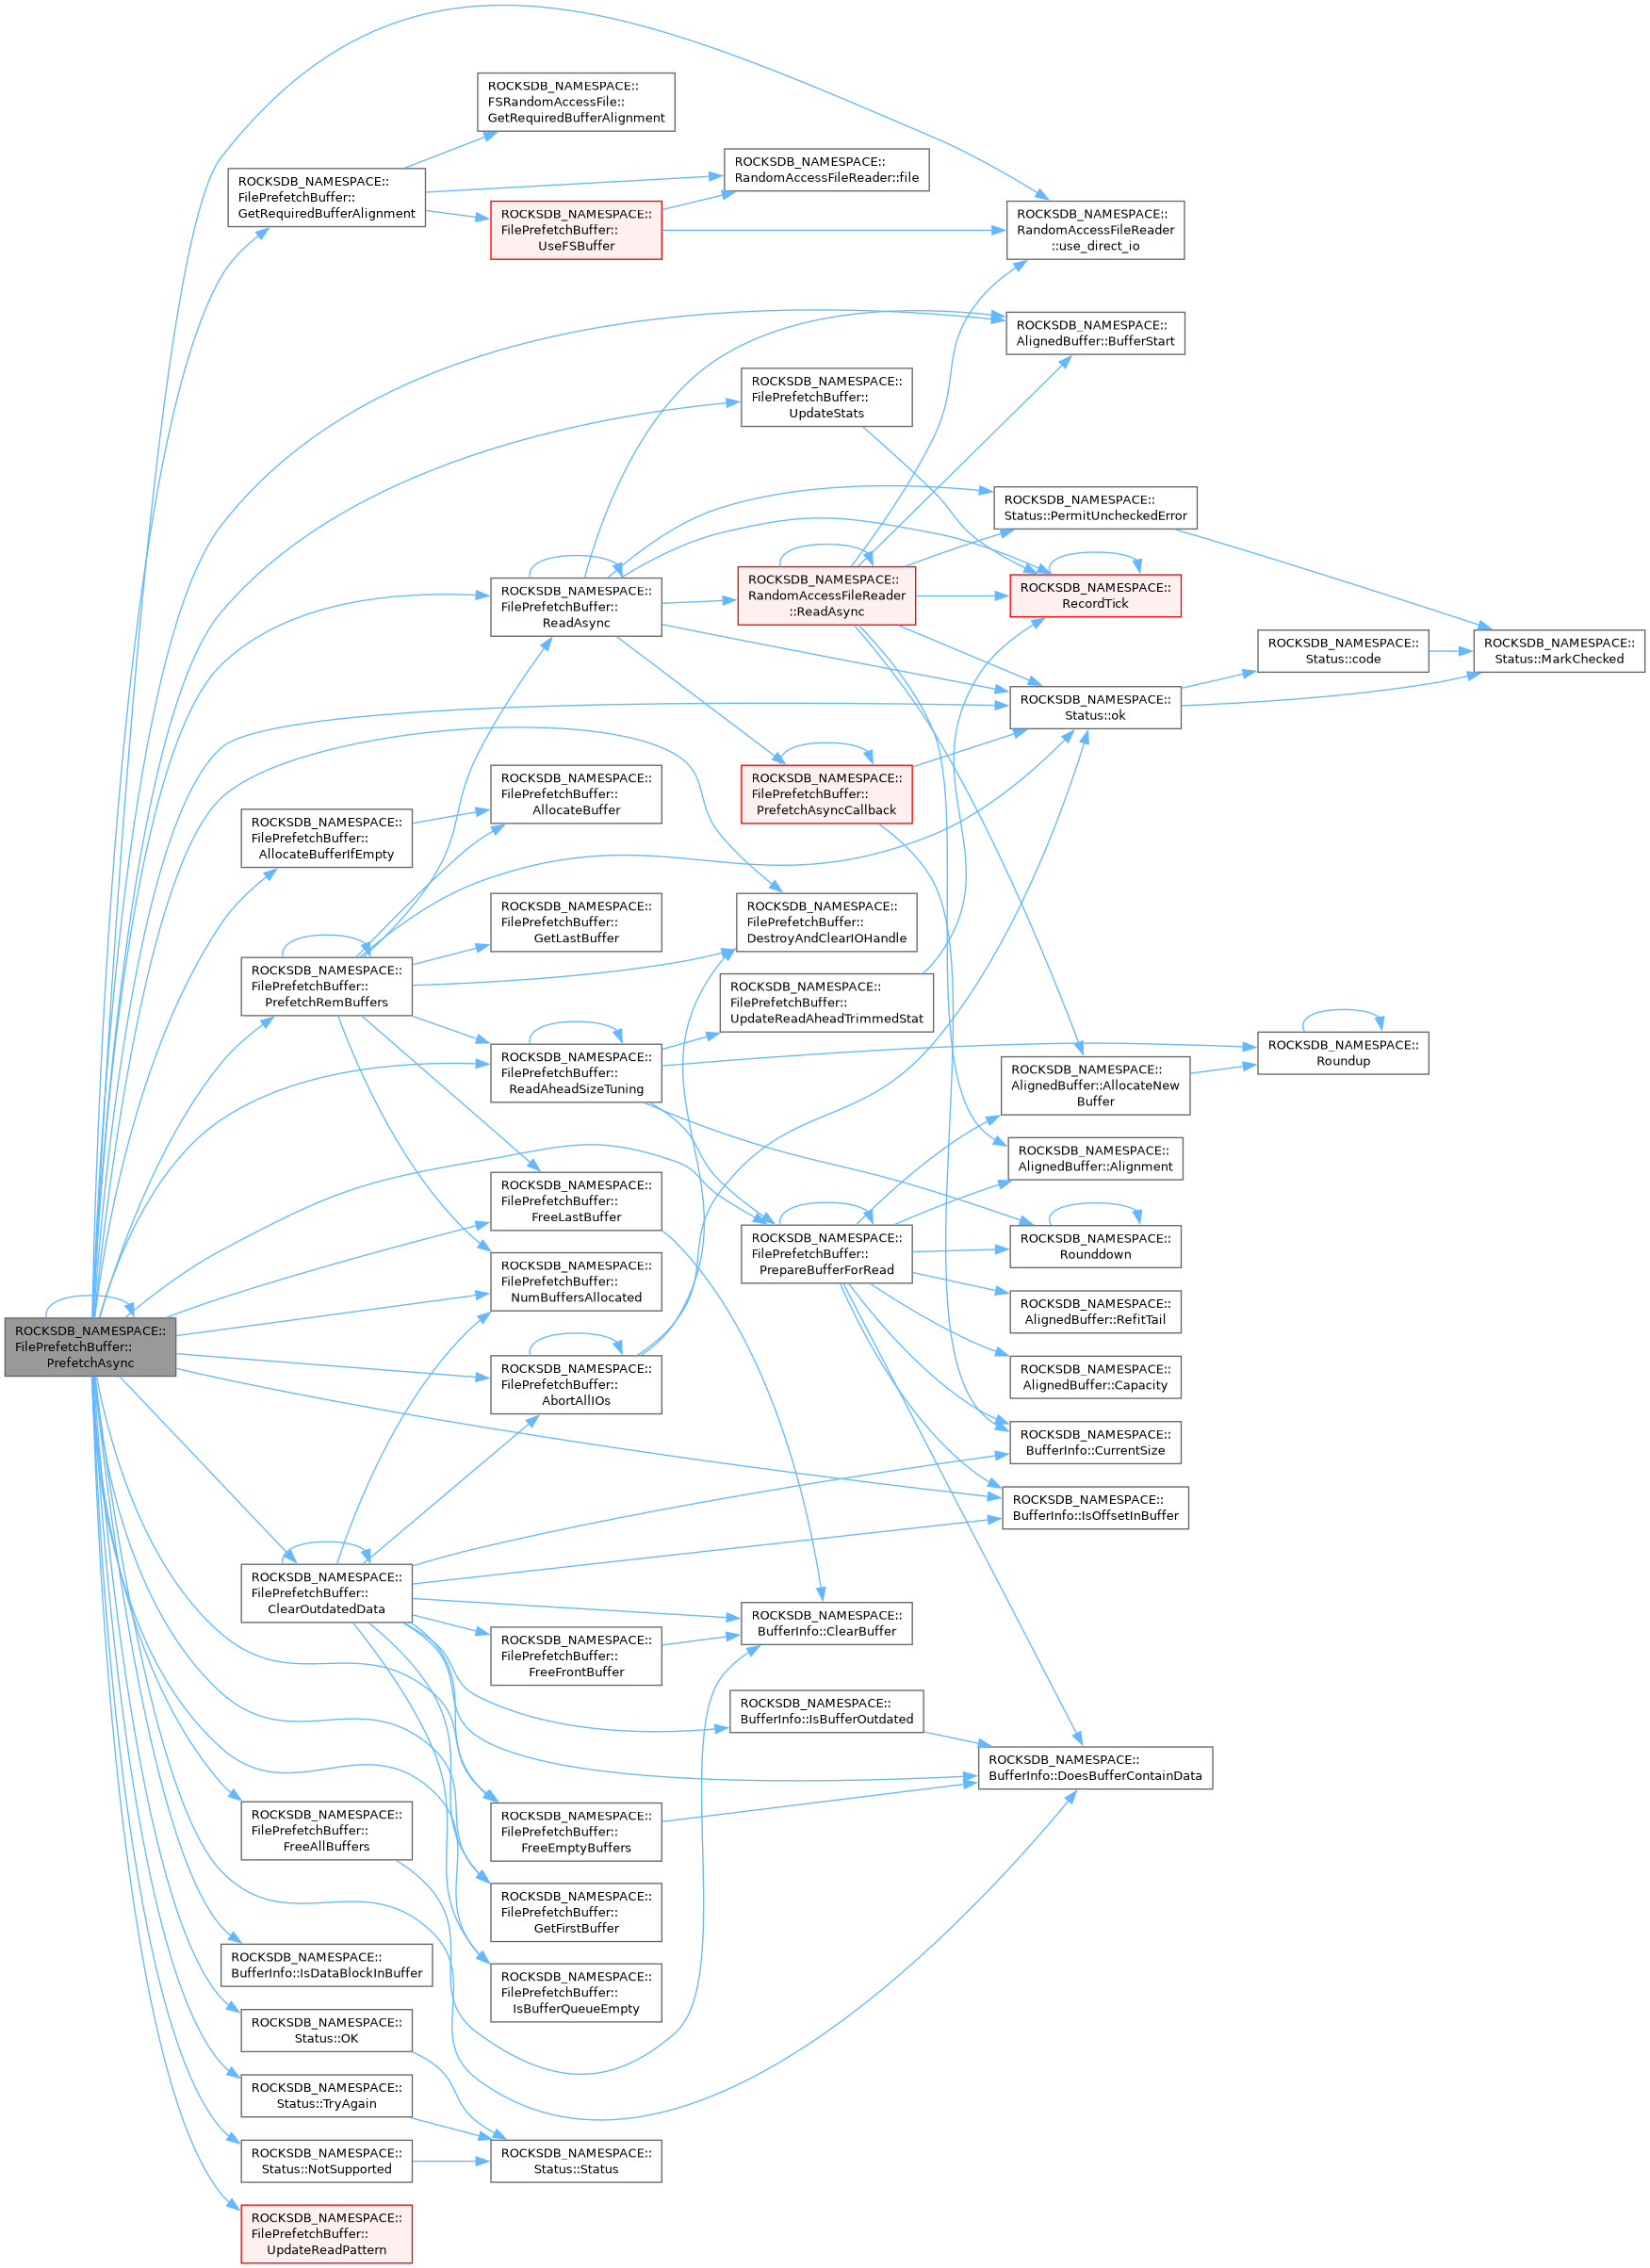 ROCKSDB_NAMESPACE::
FSRandomAccessFile::
GetRequiredBufferAlignment
ROCKSDB_NAMESPACE::
RandomAccessFileReader::file
ROCKSDB_NAMESPACE::
FilePrefetchBuffer::
GetRequiredBufferAlignment
ROCKSDB_NAMESPACE::
FilePrefetchBuffer::
UseFSBuffer
ROCKSDB_NAMESPACE::
RandomAccessFileReader
::use_direct_io
ROCKSDB_NAMESPACE::
AlignedBuffer::BufferStart
ROCKSDB_NAMESPACE::
FilePrefetchBuffer::
UpdateStats
ROCKSDB_NAMESPACE::
Status::PermitUncheckedError
ROCKSDB_NAMESPACE::
FilePrefetchBuffer::
ReadAsync
ROCKSDB_NAMESPACE::
RandomAccessFileReader
::ReadAsync
ROCKSDB_NAMESPACE::
RecordTick
ROCKSDB_NAMESPACE::
Status::code
ROCKSDB_NAMESPACE::
Status::MarkChecked
ROCKSDB_NAMESPACE::
Status::ok
ROCKSDB_NAMESPACE::
FilePrefetchBuffer::
AllocateBuffer
ROCKSDB_NAMESPACE::
FilePrefetchBuffer::
PrefetchAsyncCallback
ROCKSDB_NAMESPACE::
FilePrefetchBuffer::
AllocateBufferIfEmpty
ROCKSDB_NAMESPACE::
FilePrefetchBuffer::
GetLastBuffer
ROCKSDB_NAMESPACE::
FilePrefetchBuffer::
DestroyAndClearIOHandle
ROCKSDB_NAMESPACE::
FilePrefetchBuffer::
PrefetchRemBuffers
ROCKSDB_NAMESPACE::
FilePrefetchBuffer::
UpdateReadAheadTrimmedStat
ROCKSDB_NAMESPACE::
FilePrefetchBuffer::
ReadAheadSizeTuning
ROCKSDB_NAMESPACE::
Roundup
ROCKSDB_NAMESPACE::
AlignedBuffer::AllocateNew
Buffer
ROCKSDB_NAMESPACE::
AlignedBuffer::Alignment
ROCKSDB_NAMESPACE::
FilePrefetchBuffer::
FreeLastBuffer
ROCKSDB_NAMESPACE::
FilePrefetchBuffer::
PrepareBufferForRead
ROCKSDB_NAMESPACE::
Rounddown
ROCKSDB_NAMESPACE::
FilePrefetchBuffer::
NumBuffersAllocated
ROCKSDB_NAMESPACE::
AlignedBuffer::RefitTail
ROCKSDB_NAMESPACE::
FilePrefetchBuffer::
PrefetchAsync
ROCKSDB_NAMESPACE::
FilePrefetchBuffer::
AbortAllIOs
ROCKSDB_NAMESPACE::
AlignedBuffer::Capacity
ROCKSDB_NAMESPACE::
BufferInfo::CurrentSize
ROCKSDB_NAMESPACE::
BufferInfo::IsOffsetInBuffer
ROCKSDB_NAMESPACE::
FilePrefetchBuffer::
ClearOutdatedData
ROCKSDB_NAMESPACE::
BufferInfo::ClearBuffer
ROCKSDB_NAMESPACE::
FilePrefetchBuffer::
FreeFrontBuffer
ROCKSDB_NAMESPACE::
BufferInfo::IsBufferOutdated
ROCKSDB_NAMESPACE::
BufferInfo::DoesBufferContainData
ROCKSDB_NAMESPACE::
FilePrefetchBuffer::
FreeAllBuffers
ROCKSDB_NAMESPACE::
FilePrefetchBuffer::
FreeEmptyBuffers
ROCKSDB_NAMESPACE::
FilePrefetchBuffer::
GetFirstBuffer
ROCKSDB_NAMESPACE::
BufferInfo::IsDataBlockInBuffer
ROCKSDB_NAMESPACE::
FilePrefetchBuffer::
IsBufferQueueEmpty
ROCKSDB_NAMESPACE::
Status::OK
ROCKSDB_NAMESPACE::
Status::TryAgain
ROCKSDB_NAMESPACE::
Status::NotSupported
ROCKSDB_NAMESPACE::
Status::Status
ROCKSDB_NAMESPACE::
FilePrefetchBuffer::
UpdateReadPattern